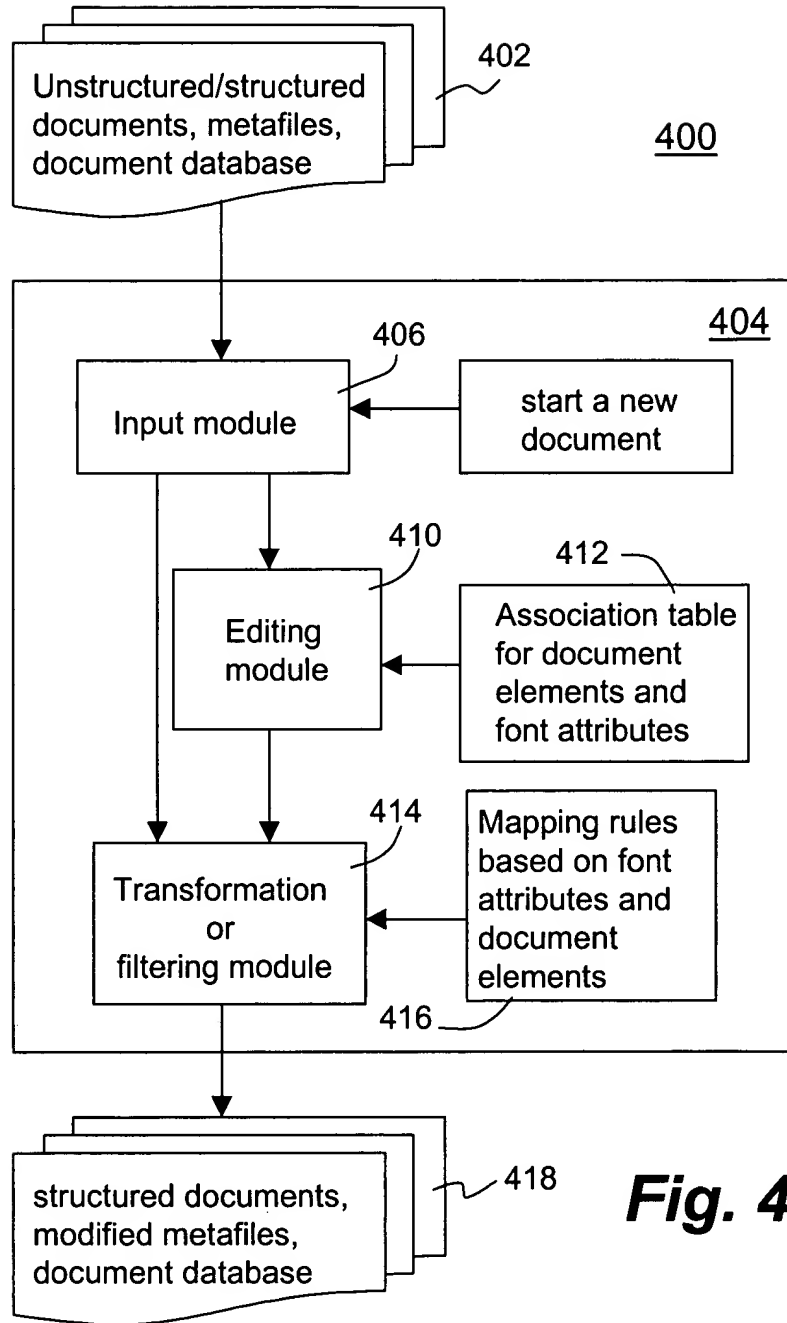 Unstructured/structured
documents, metafiles,
document database
402
400
404
406
Input module
start a new
document
410
Editing
module
412
Association table
for document
elements and
font attributes
414
Transformation
or
filtering module
Mapping rules
based on font
attributes and
document
elements
416
structured documents,
modified metafiles,
document database
418
Fig. 4